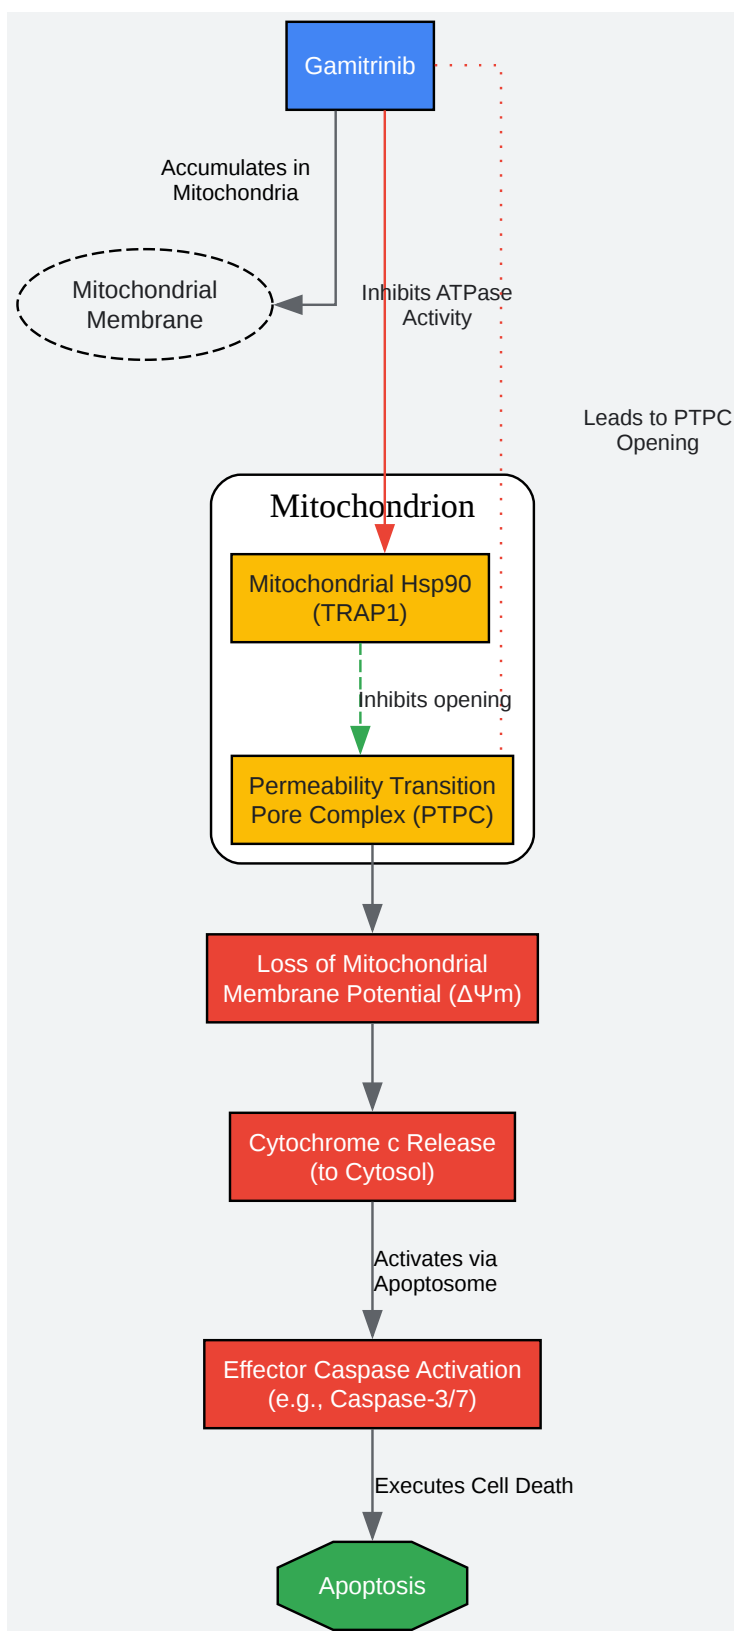 Gamitrinib
Accumulates in
Mitochondria
Mitochondrial
Membrane
Inhibits ATPase
Activity
Leads to PTPC
Opening
Mitochondrion
Mitochondrial Hsp90
(TRAP1)
Inhibits opening
Permeability Transition
Pore Complex (PTPC)
Loss of Mitochondrial
Membrane Potential (ΔΨm)
Cytochrome c Release
(to Cytosol)
Activates via
Apoptosome
Effector Caspase Activation
(e.g., Caspase-3/7)
Executes Cell Death
Apoptosis